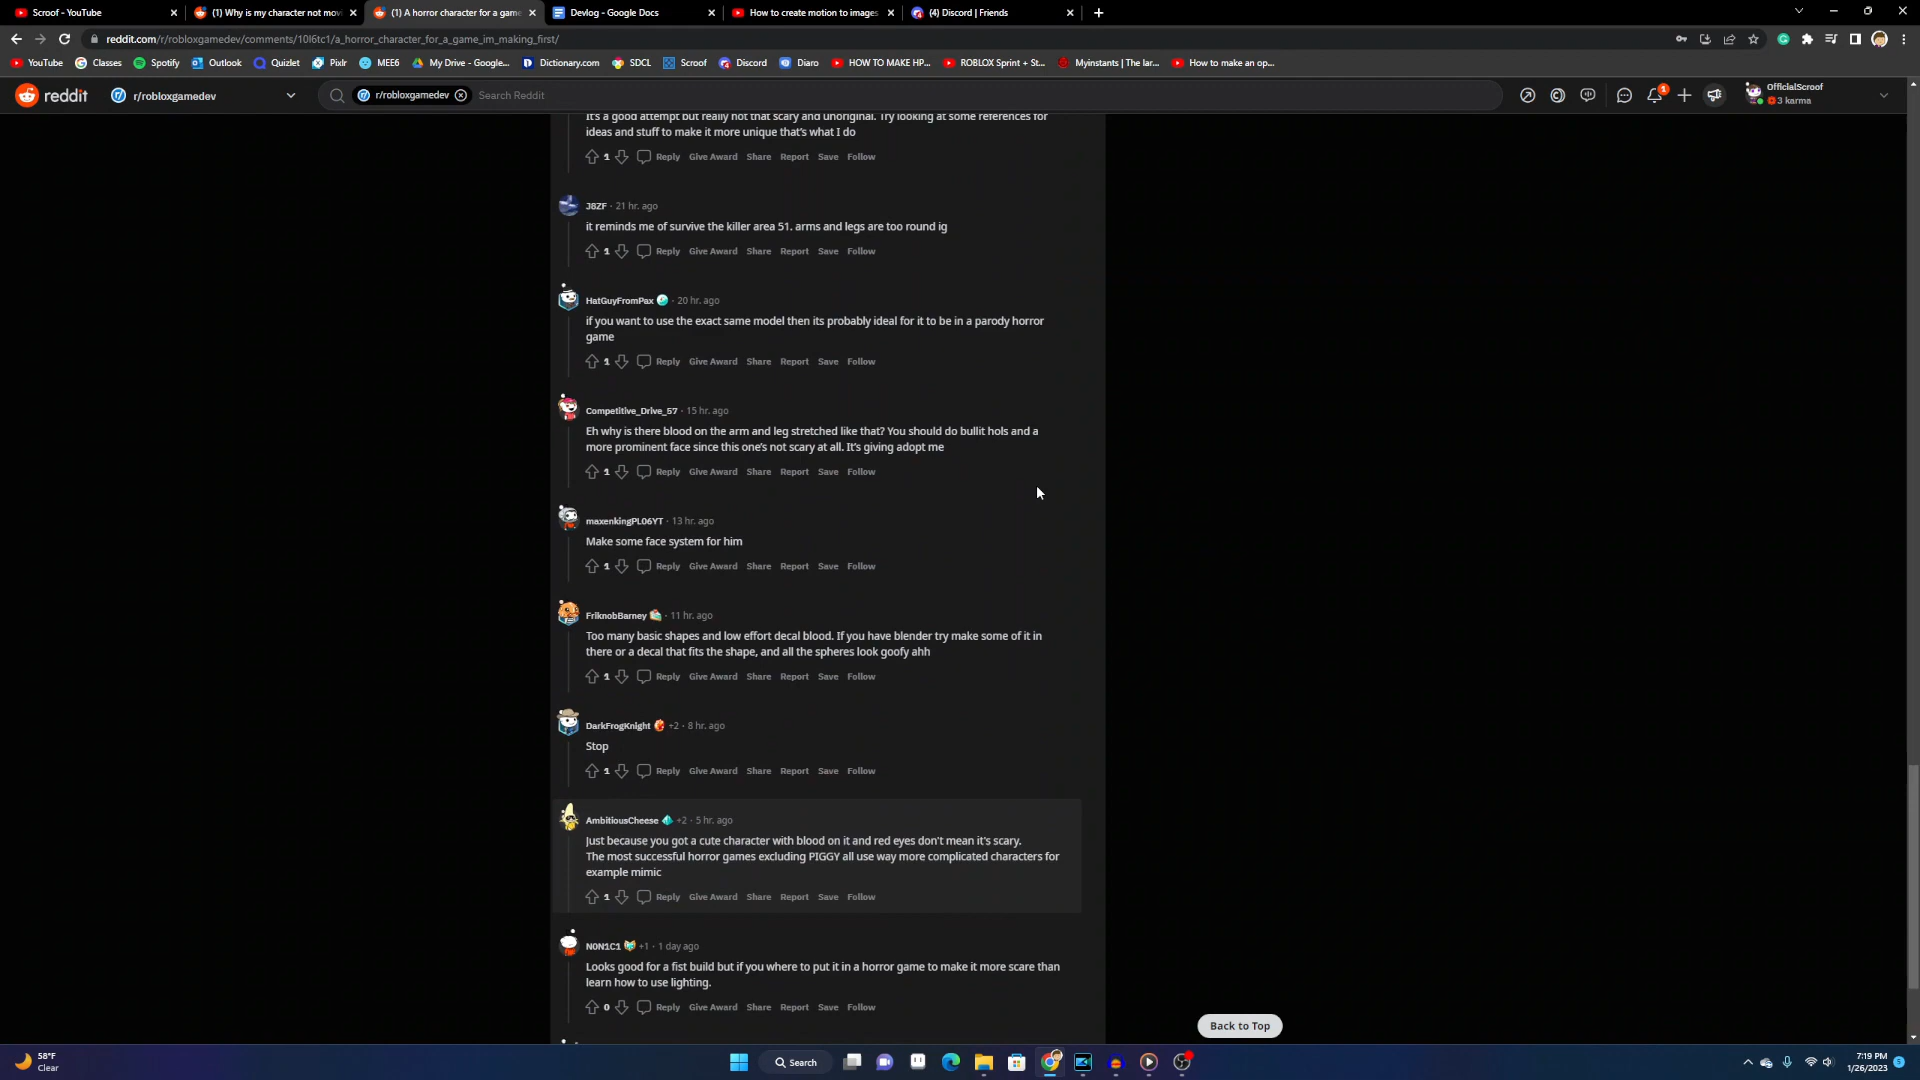 Scroof - YouTube
(1) Why is my character not movi
(1) A horror character for a game
Devlog - Google Docs
How to create motion to images
(4) Discord | Friends
reddit.com/r/robloxgamedev/comments/10l6tc1/a_horror_character_for_a_game_im_making_first/
YouTube
Classes
Spotify
Outlook
Quizlet
Pixlr
MEE6
My Drive - Google...
Dictionary.com
SDCL
Scroof
Discord
Diaro
HOW TO MAKE HP...
ROBLOX Sprint + St...
Myinstants | The lar...
How to make an op...
reddit
r/robloxgamedev
r/robloxgamedev
Search Reddit
1
OfficialScroof
3 karma
It's a good attempt but really not that scary and unoriginal. Try looking at some references for
ideas and stuff to make it more unique that's what I do
1 Reply Give Award Share Report Save Follow
J8ZF · 21 hr. ago
it reminds me of survive the killer area 51. arms and legs are too round ig
1 Reply Give Award Share Report Save Follow
HatGuyFromPax · 20 hr. ago
if you want to use the exact same model then its probably ideal for it to be in a parody horror
game
1 Reply Give Award Share Report Save Follow
Competitive_Drive_57 · 15 hr. ago
Eh why is there blood on the arm and leg stretched like that? You should do bullit hols and a
more prominent face since this one's not scary at all. It's giving adopt me
1 Reply Give Award Share Report Save Follow
maxenkingPL06YT · 13 hr. ago
Make some face system for him
1 Reply Give Award Share Report Save Follow
FriknobBarney · 11 hr. ago
Too many basic shapes and low effort decal blood. If you have blender try make some of it in
there or a decal that fits the shape, and all the spheres look goofy ahh
1 Reply Give Award Share Report Save Follow
DarkFrogKnight +2 · 8 hr. ago
Stop
1 Reply Give Award Share Report Save Follow
AmbitiousCheese +2 · 5 hr. ago
Just because you got a cute character with blood on it and red eyes don't mean it's scary.
The most successful horror games excluding PIGGY all use way more complicated characters for
example mimic
1 Reply Give Award Share Report Save Follow
N0N1C1 +1 · 1 day ago
Looks good for a fist build but if you where to put it in a horror game to make it more scare than
learn how to use lighting.
0 Reply Give Award Share Report Save Follow
Back to Top
58°F
Clear
Search
7:19 PM
1/26/2023
5